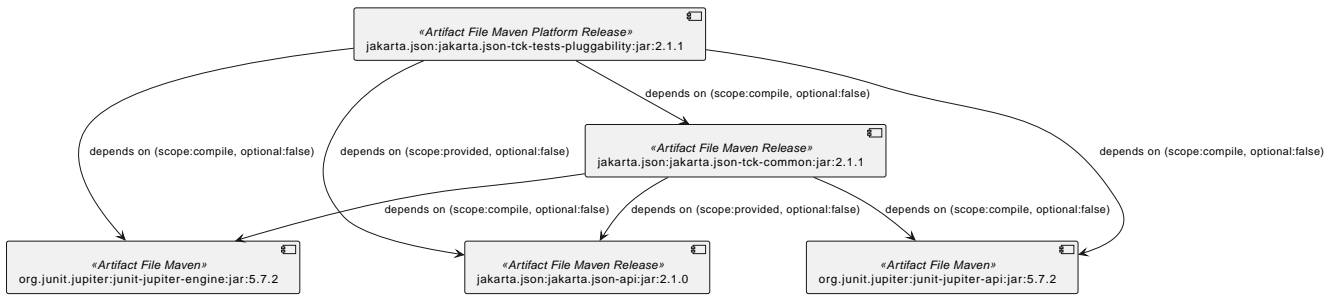 «Artifact File Maven Platform Release»
jakarta.json:jakarta.json-tck-tests-pluggability:jar:2.1.1
depends on (scope:compile, optional:false)
«Artifact File Maven Release»
jakarta.json:jakarta.json-tck-common:jar:2.1.1
depends on (scope:compile, optional:false)
depends on (scope:provided, optional:false)
depends on (scope:compile, optional:false)
depends on (scope:compile, optional:false)
depends on (scope:provided, optional:false)
depends on (scope:compile, optional:false)
«Artifact File Maven»
org.junit.jupiter:junit-jupiter-engine:jar:5.7.2
«Artifact File Maven Release»
jakarta.json:jakarta.json-api:jar:2.1.0
«Artifact File Maven»
org.junit.jupiter:junit-jupiter-api:jar:5.7.2